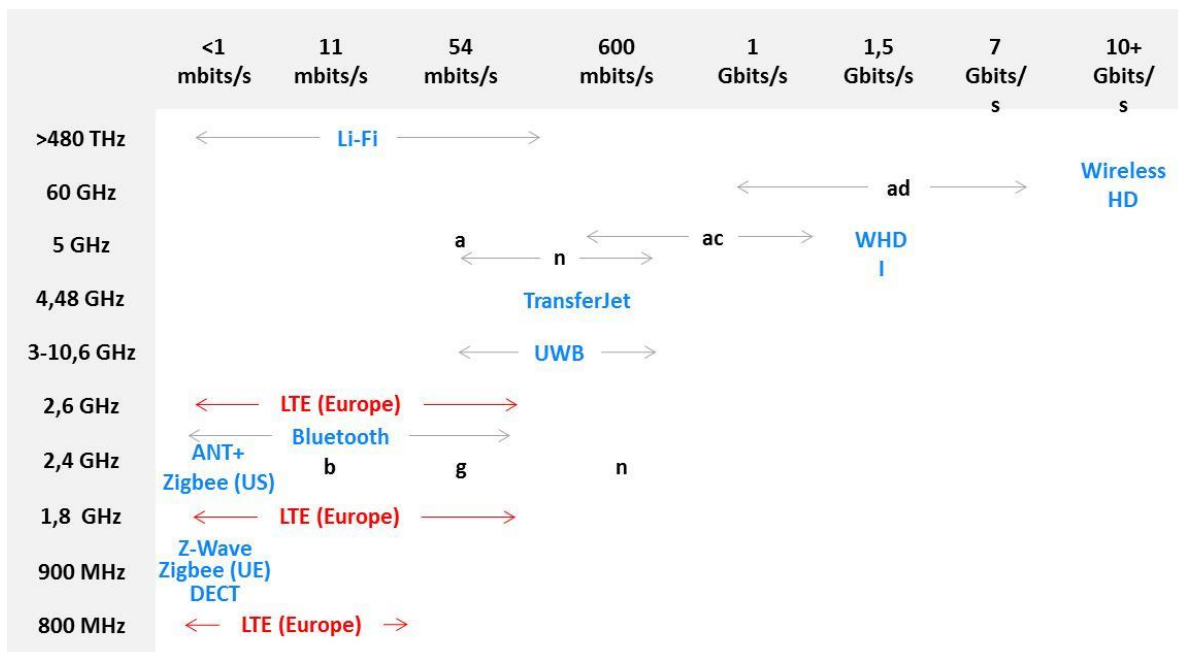 <1 11 54 600 1 1,5 7 10+
mbits/s mbits/s mbits/s mbits/s Gbits/s Gbits/s Gbits/ Gbits/
s s
>480 THz Li-Fi
60 GHz ad Wireless
HD
5 GHz a n ac WHD
I
4,48 GHz TransferJet
3-10,6 GHz UWB
2,6 GHz LTE (Europe)
Bluetooth
2,4 GHz ANT+ b g n
Zigbee (US)
1,8 GHz LTE (Europe)
Z-Wave
900 MHz Zigbee (UE)
DECT
800 MHz LTE (Europe)